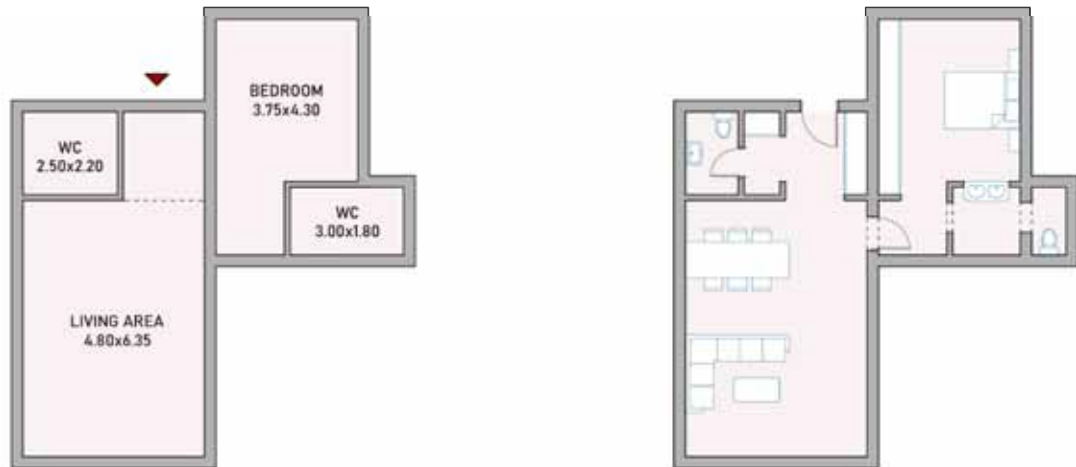 BEDROOM
3.75x4.30
WC
2.50x2.20
WC
3.00x1.80
LIVING AREA
4.80x6.35